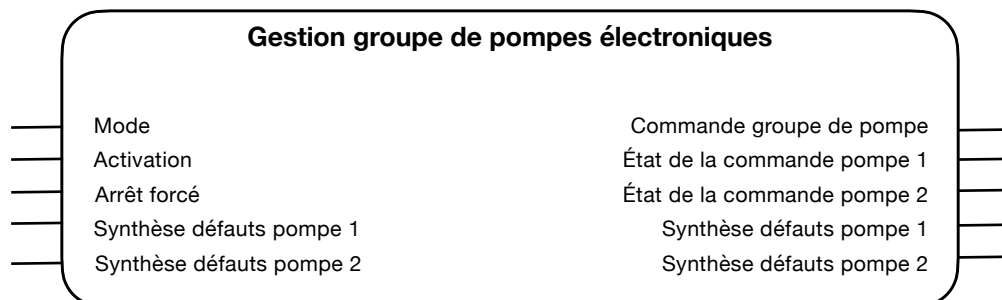 Gestion groupe de pompes électroniques
Mode
Commande groupe de pompe
Activation
État de la commande pompe 1
Arrêt forcé
État de la commande pompe 2
Synthèse défauts pompe 1
Synthèse défauts pompe 1
Synthèse défauts pompe 2
Synthèse défauts pompe 2